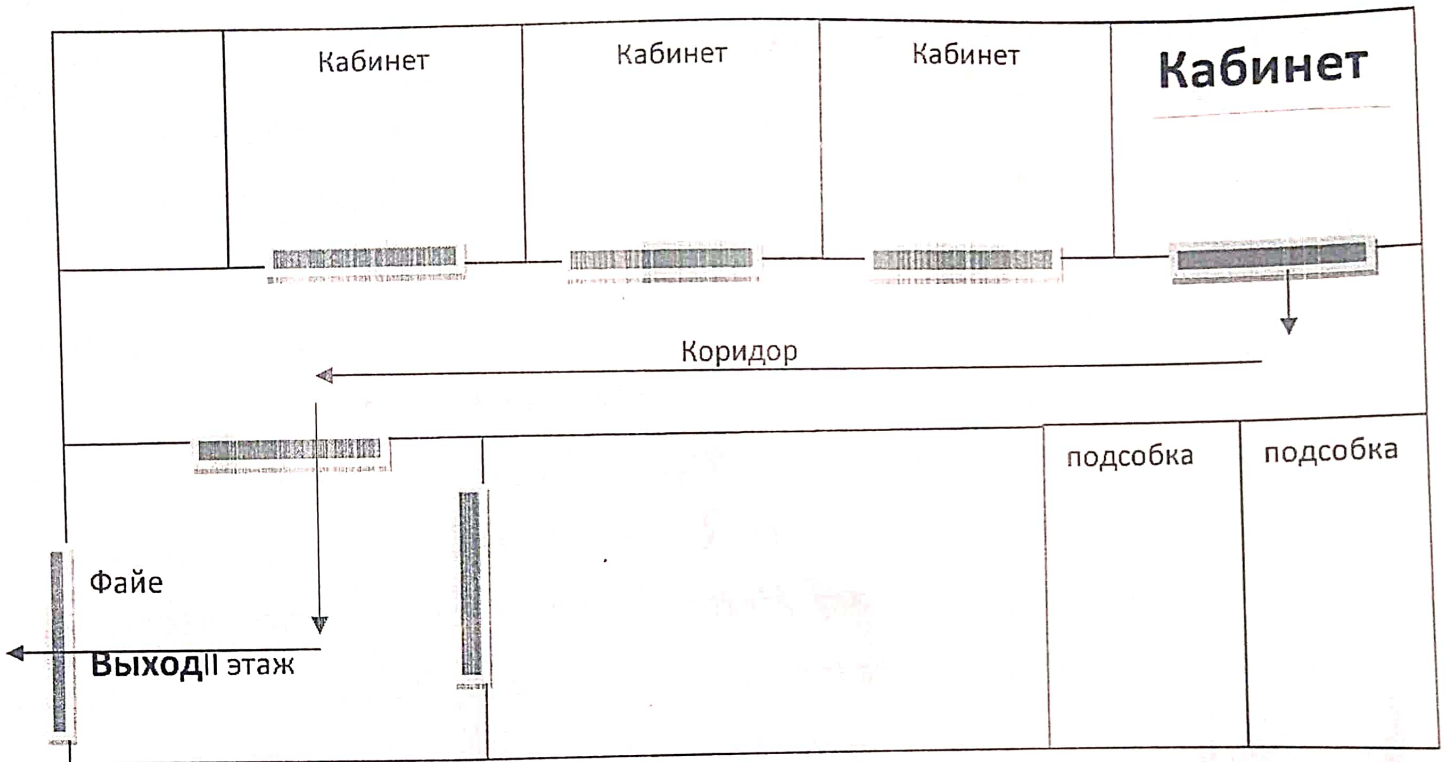 Кабинет
Кабинет
Кабинет
Кабинет
Коридор
подсобка
подсобка
Файе
ВыходII этаж